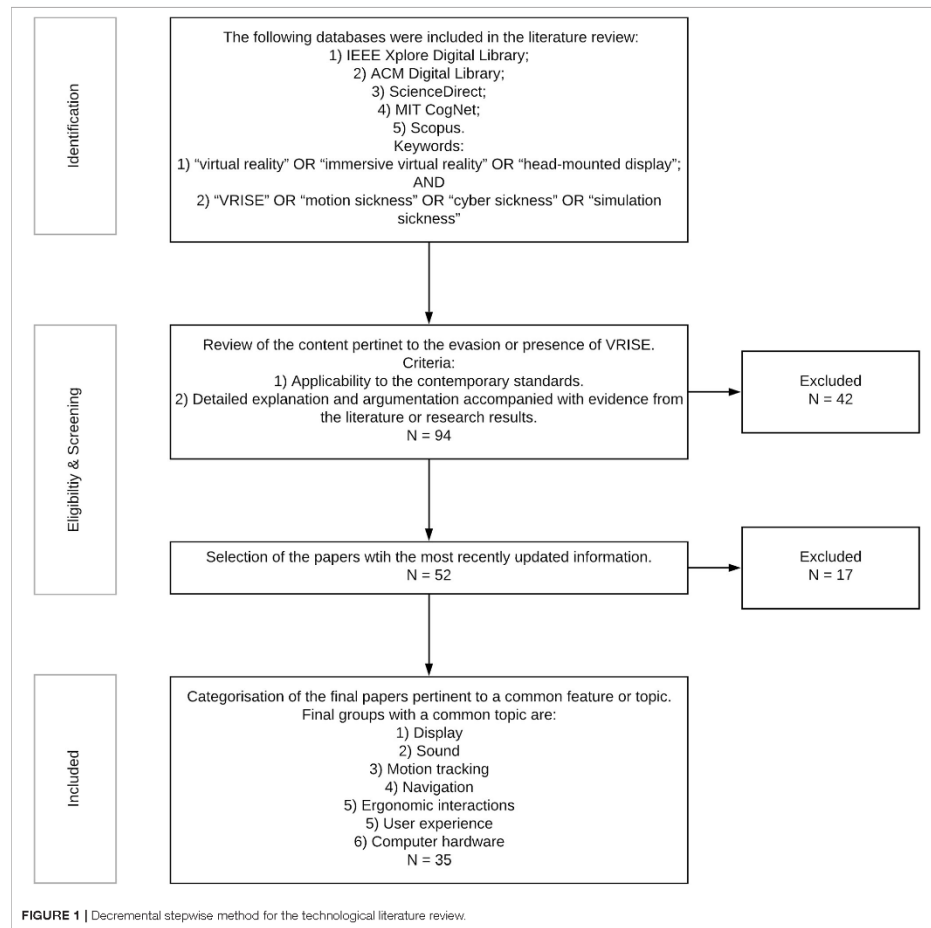 Identification
The following databases were included in the literature review:
1) IEEE Xplore Digital Library;
2) ACM Digital Library;
3) ScienceDirect;
4) MIT CogNet;
5) Scopus.
Keywords:
1) “virtual reality” OR “immersive virtual reality” OR “head-mounted display”;
AND
2) “VRISE” OR “motion sickness” OR “cyber sickness” OR “simulation
sickness”
Eligibiltiy & Screening
Review of the content pertinet to the evasion or presence of VRISE.
Criteria:
1) Applicability to the contemporary standards.
2) Detailed explanation and argumentation accompanied with evidence from
the literature or research results.
N = 94
Excluded
N = 42
Selection of the papers wtih the most recently updated information.
N = 52
Excluded
N = 17
Included
Categorisation of the final papers pertinent to a common feature or topic.
Final groups with a common topic are:
1) Display
2) Sound
3) Motion tracking
4) Navigation
5) Ergonomic interactions
5) User experience
6) Computer hardware
N = 35
FIGURE 1 | Decremental stepwise method for the technological literature review.